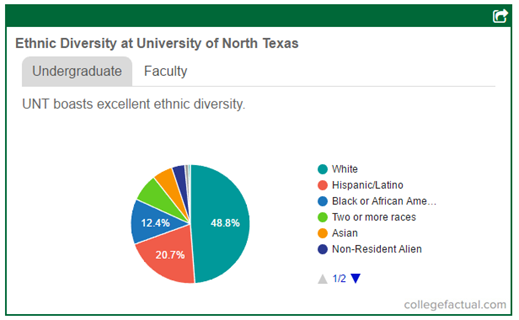 Ethnic Diversity at University of North Texas
Undergraduate Faculty
UNT boasts excellent ethnic diversity.
48.8%
20.7%
12.4%
White
Hispanic/Latino
Black or African Ame...
Two or more races
Asian
Non-Resident Alien
1/2
collegefactual.com